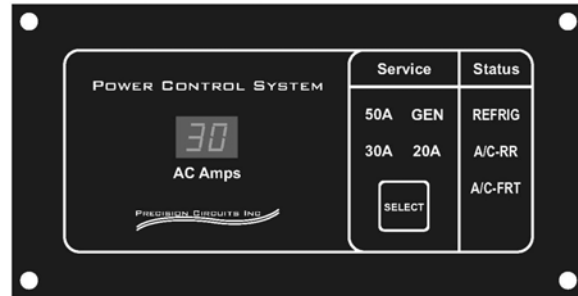 POWER CONTROL SYSTEM
30
AC Amps
PRECISION CIRCUITS INC
Service
50A GEN
30A 20A
SELECT
Status
REFRIG
A/C-RR
A/C-FRT